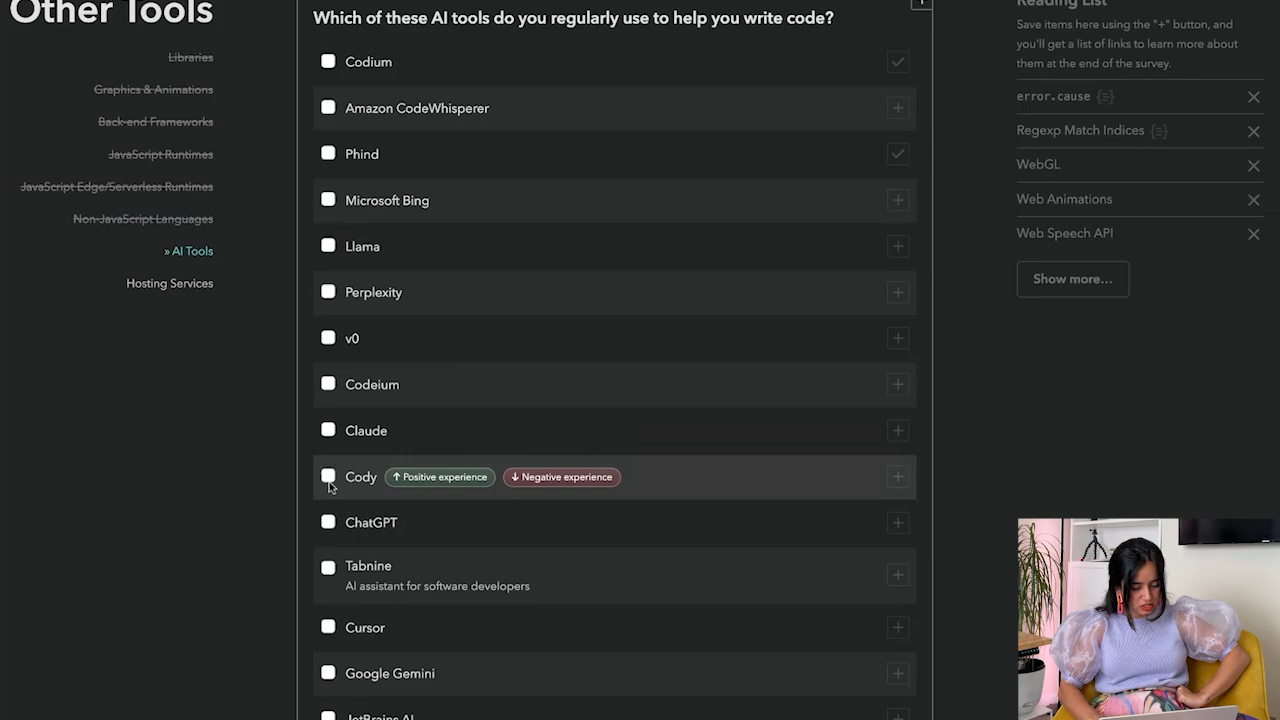 Other Tools
Libraries
Graphics & Animations
Back-end Frameworks
JavaScript Runtimes
JavaScript Edge/Serverless Runtimes
Non-JavaScript Languages
» AI Tools
Hosting Services
Which of these AI tools do you regularly use to help you write code?
Codium
Amazon CodeWhisperer
Phind
Microsoft Bing
Llama
Perplexity
v0
Codeium
Claude
Cody ↑ Positive experience ↓ Negative experience
ChatGPT
Tabnine
AI assistant for software developers
Cursor
Google Gemini
JetBrains AI
Reading List
Save items here using the "+" button, and
you'll get a list of links to learn more about
them at the end of the survey.
error.cause {=}
Regexp Match Indices {=}
WebGL
Web Animations
Web Speech API
Show more...